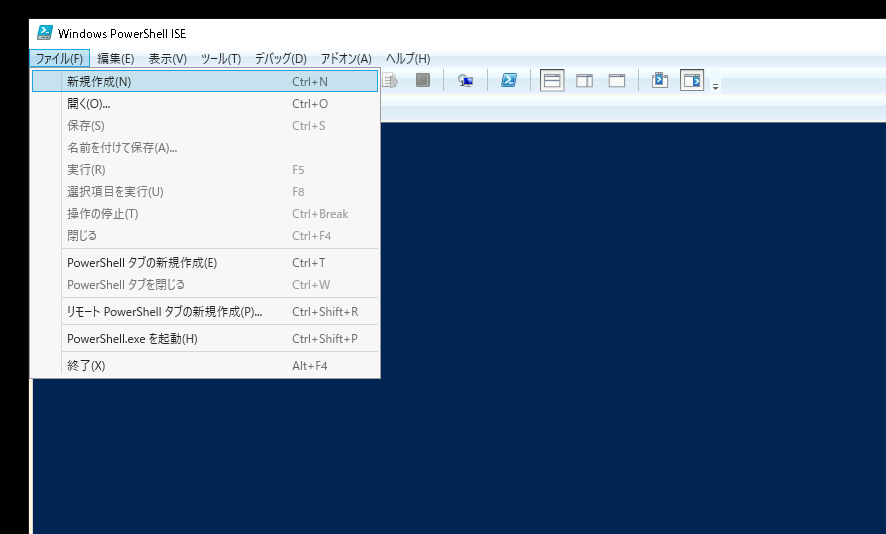 Windows PowerShell ISE
ファイル(F) 編集(E) 表示(V) ツール(T) デバッグ(D) アドオン(A) ヘルプ(H)
新規作成(N) Ctrl+N
開く(O)... Ctrl+O
保存(S) Ctrl+S
名前を付けて保存(A)...
実行(R) F5
選択項目を実行(U) F8
操作の停止(T) Ctrl+Break
閉じる Ctrl+F4
PowerShell タブの新規作成(E) Ctrl+T
PowerShell タブを閉じる Ctrl+W
リモート PowerShell タブの新規作成(P)... Ctrl+Shift+R
PowerShell.exe を起動(H) Ctrl+Shift+P
終了(X) Alt+F4